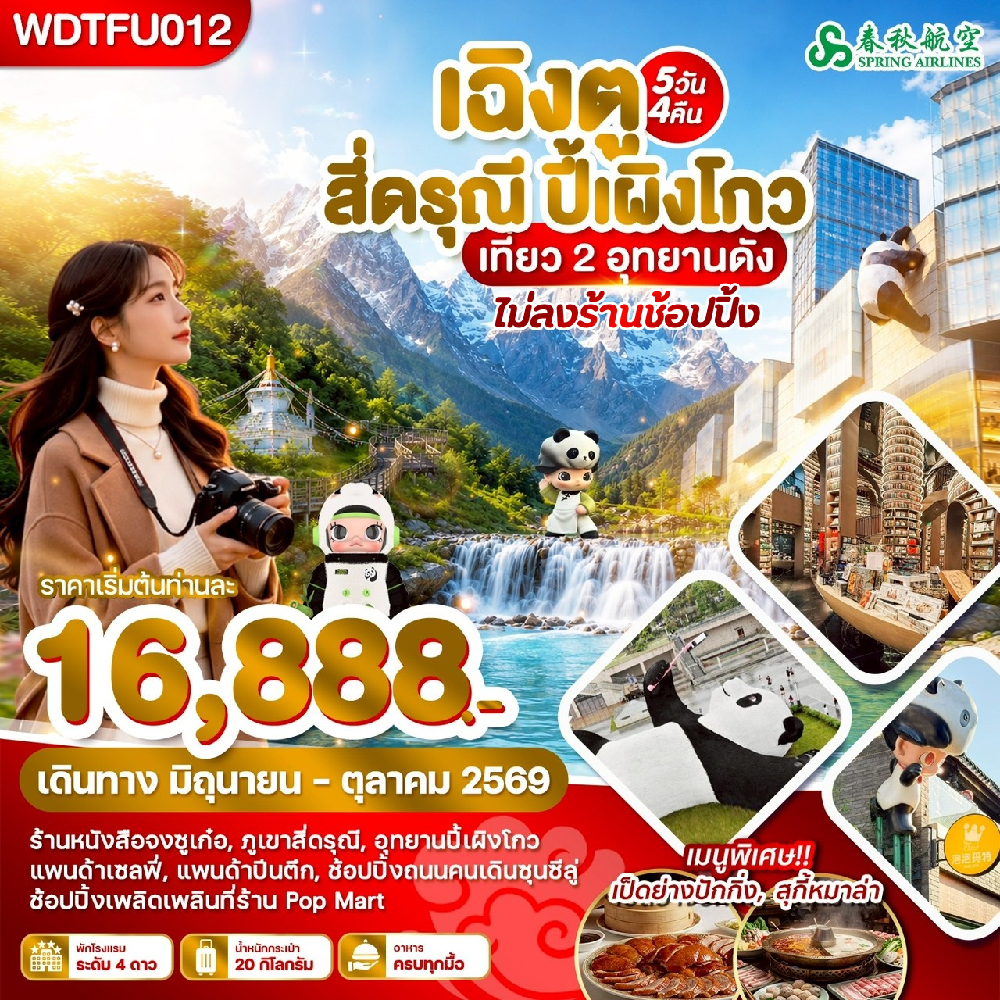 WDTFU012
春秋航空
SPRING AIRLINES
เฉิงตู
5วัน
4คืน
สี่ดรุณี ปี้เผิงโกว
เที่ยว 2 อุทยานดัง
ไม่ลงร้านช้อปปิ้ง
ราคาเริ่มต้นท่านละ
16,888.-
เดินทาง มิถุนายน - ตุลาคม 2569
ร้านหนังสือจงซูเก๋อ, ภูเขาสี่ดรุณี, อุทยานปี้เผิงโกว
แพนด้าเซลฟี่, แพนด้าปีนตึก, ช้อปปิ้งถนนคนเดินชุนซีลู่
ช้อปปิ้งเพลิดเพลินที่ร้าน Pop Mart
เมนูพิเศษ!!
เป็ดย่างปักกิ่ง, สุกี้หมาล่า
泡泡玛特
พักโรงแรม
ระดับ 4 ดาว
น้ำหนักกระเป๋า
20 กิโลกรัม
อาหาร
ครบทุกมื้อ